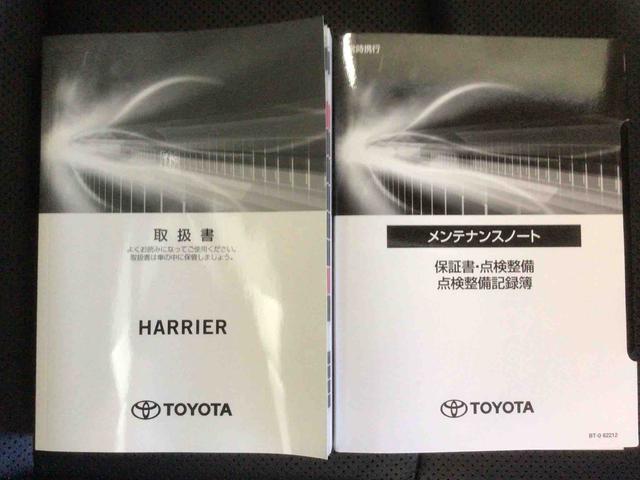 取扱書
よくお読みになってご使用ください。
取扱書は車の中に保管しましょう。
HARRIER
TOYOTA
常時携行
メンテナンスノート
保証書・点検整備
点検整備記録簿
TOYOTA
BT-0 62212